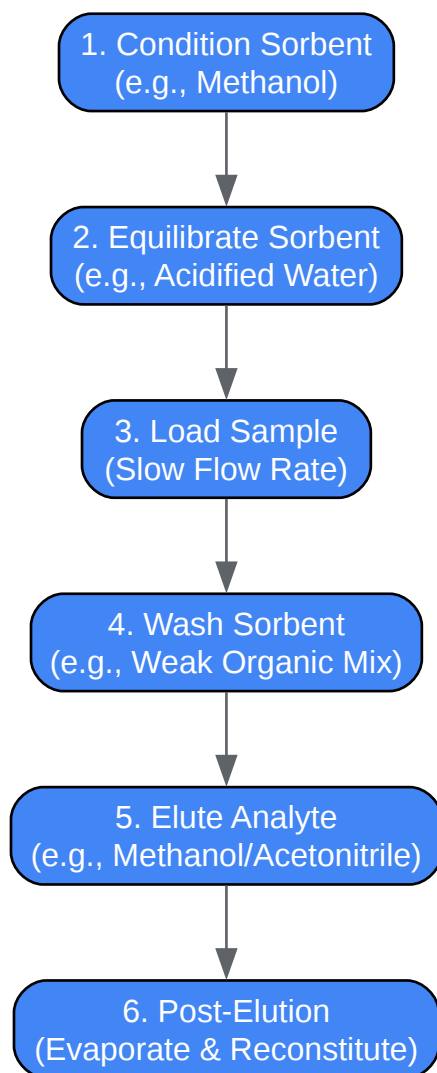 1. Condition Sorbent
(e.g., Methanol)
2. Equilibrate Sorbent
(e.g., Acidified Water)
3. Load Sample
(Slow Flow Rate)
4. Wash Sorbent
(e.g., Weak Organic Mix)
5. Elute Analyte
(e.g., Methanol/Acetonitrile)
6. Post-Elution
(Evaporate & Reconstitute)